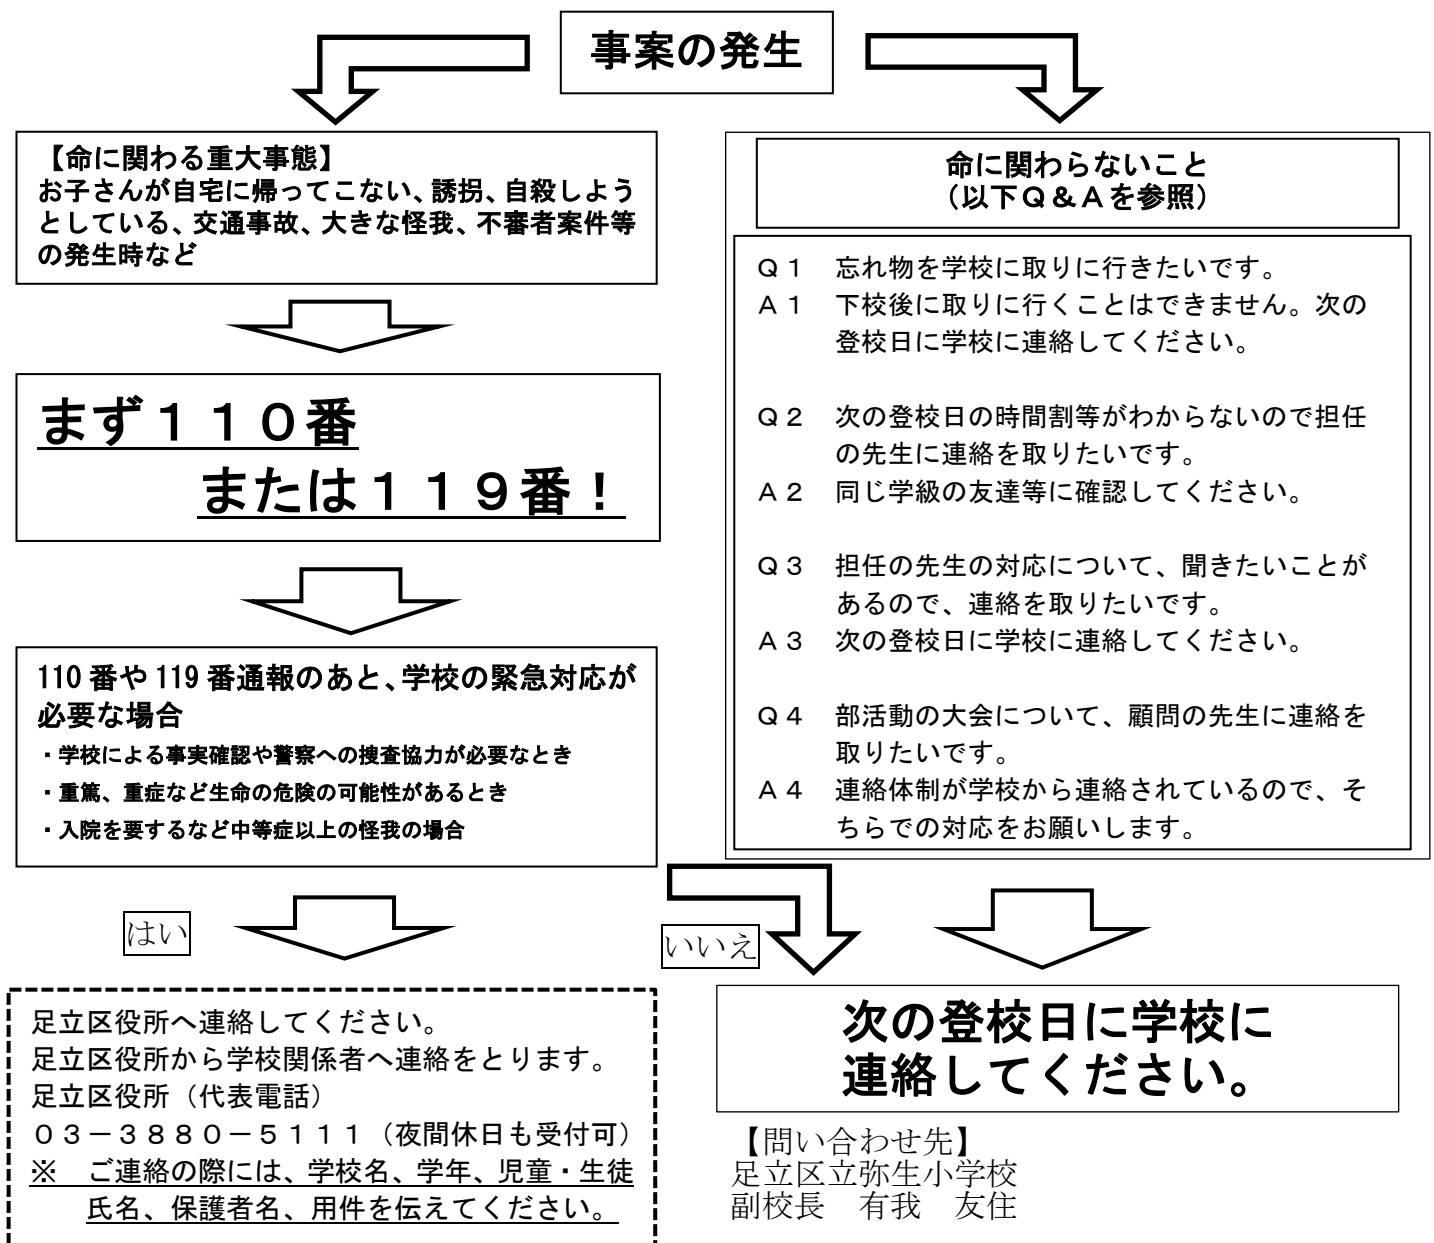 事案の発生
【命に関わる重大事態】
お子さんが自宅に帰ってこない、誘拐、自殺しよう
としている、交通事故、大きな怪我、不審者案件等
の発生時など
まず１１０番
または１１９番！
110番や119番通報のあと、学校の緊急対応が
必要な場合
・学校による事実確認や警察への捜査協力が必要なとき
・重篤、重症など生命の危険の可能性があるとき
・入院を要するなど中等症以上の怪我の場合
はい
いいえ
足立区役所へ連絡してください。
足立区役所から学校関係者へ連絡をとります。
足立区役所（代表電話）
０３－３８８０－５１１１（夜間休日も受付可）
※　ご連絡の際には、学校名、学年、児童・生徒
氏名、保護者名、用件を伝えてください。
命に関わらないこと
（以下Ｑ＆Ａを参照）
Ｑ１　忘れ物を学校に取りに行きたいです。
Ａ１　下校後に取りに行くことはできません。次の
登校日に学校に連絡してください。
Ｑ２　次の登校日の時間割等がわからないので担任
の先生に連絡を取りたいです。
Ａ２　同じ学級の友達等に確認してください。
Ｑ３　担任の先生の対応について、聞きたいことが
あるので、連絡を取りたいです。
Ａ３　次の登校日に学校に連絡してください。
Ｑ４　部活動の大会について、顧問の先生に連絡を
取りたいです。
Ａ４　連絡体制が学校から連絡されているので、そ
ちらでの対応をお願いします。
次の登校日に学校に
連絡してください。
【問い合わせ先】
足立区立弥生小学校
副校長　有我　友住